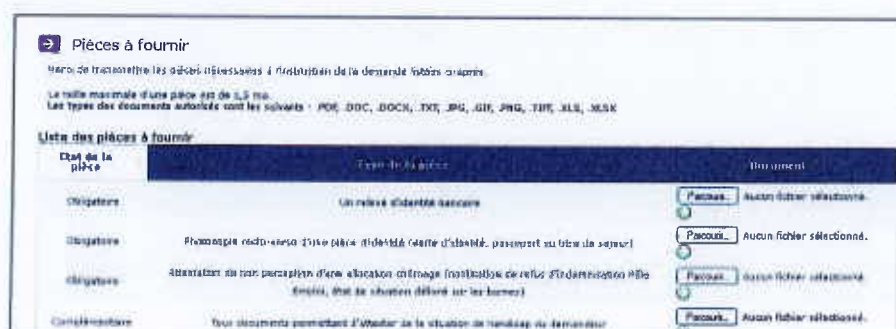 Pièces à fournir
Merci de transmettre les pièces nécessaires à l'instruction de la demande listées ci-après.
La taille maximale d'une pièce est de 1,5 mo.
Les types des documents autorisés sont les suivants : PDF, .DOC, .DOCX, .TXT, .JPG, .GIF, .PNG, .TIFF, .XLS, .XLSX
Liste des pièces à fournir
Etat de la pièce Type de la pièce Document
Obligatoire Un relevé d'identité bancaire Parcourir... Aucun fichier sélectionné.
Obligatoire Photocopie recto-verso d'une pièce d'identité (carte d'identité, passeport ou titre de séjour) Parcourir... Aucun fichier sélectionné.
Obligatoire Attestation de non perception d'une allocation chômage (notification de refus d'indemnisation Pôle Emploi, état de situation délivré sur les bornes) Parcourir... Aucun fichier sélectionné.
Complémentaire Tous documents permettant d'attester de la situation de handicap du demandeur Parcourir... Aucun fichier sélectionné.